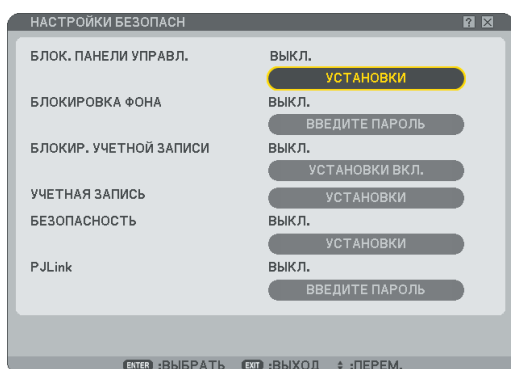 НАСТРОЙКИ БЕЗОПАСН
БЛОК. ПАНЕЛИ УПРАВЛ. ВЫКЛ.
УСТАНОВКИ
БЛОКИРОВКА ФОНА ВЫКЛ.
ВВЕДИТЕ ПАРОЛЬ
БЛОКИР. УЧЕТНОЙ ЗАПИСИ ВЫКЛ.
УСТАНОВКИ ВКЛ.
УЧЕТНАЯ ЗАПИСЬ УСТАНОВКИ
БЕЗОПАСНОСТЬ ВЫКЛ.
УСТАНОВКИ
PJLink ВЫКЛ.
ВВЕДИТЕ ПАРОЛЬ
ENTER :ВЫБРАТЬ EXIT :ВЫХОД :ПЕРЕМ.